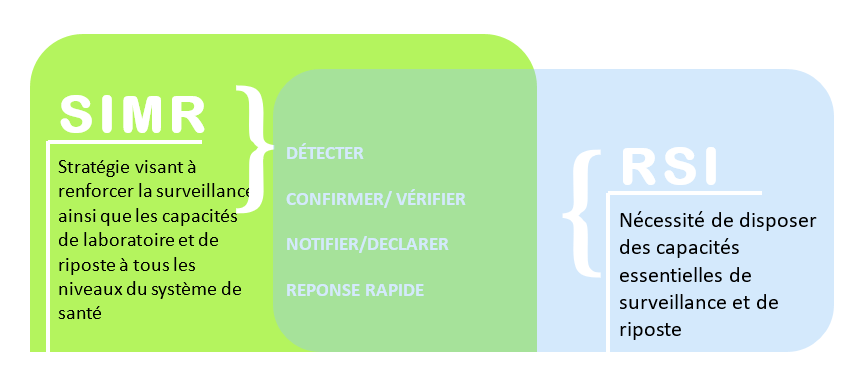 SIMR
Stratégie visant à
renforcer la surveillance
ainsi que les capacités
de laboratoire et de
riposte à tous les
niveaux du système de
santé
DÉTECTER
CONFIRMER/ VÉRIFIER
NOTIFIER/DECLARER
REPONSE RAPIDE
RSI
Nécessité de disposer
des capacités
essentielles de
surveillance et de
riposte